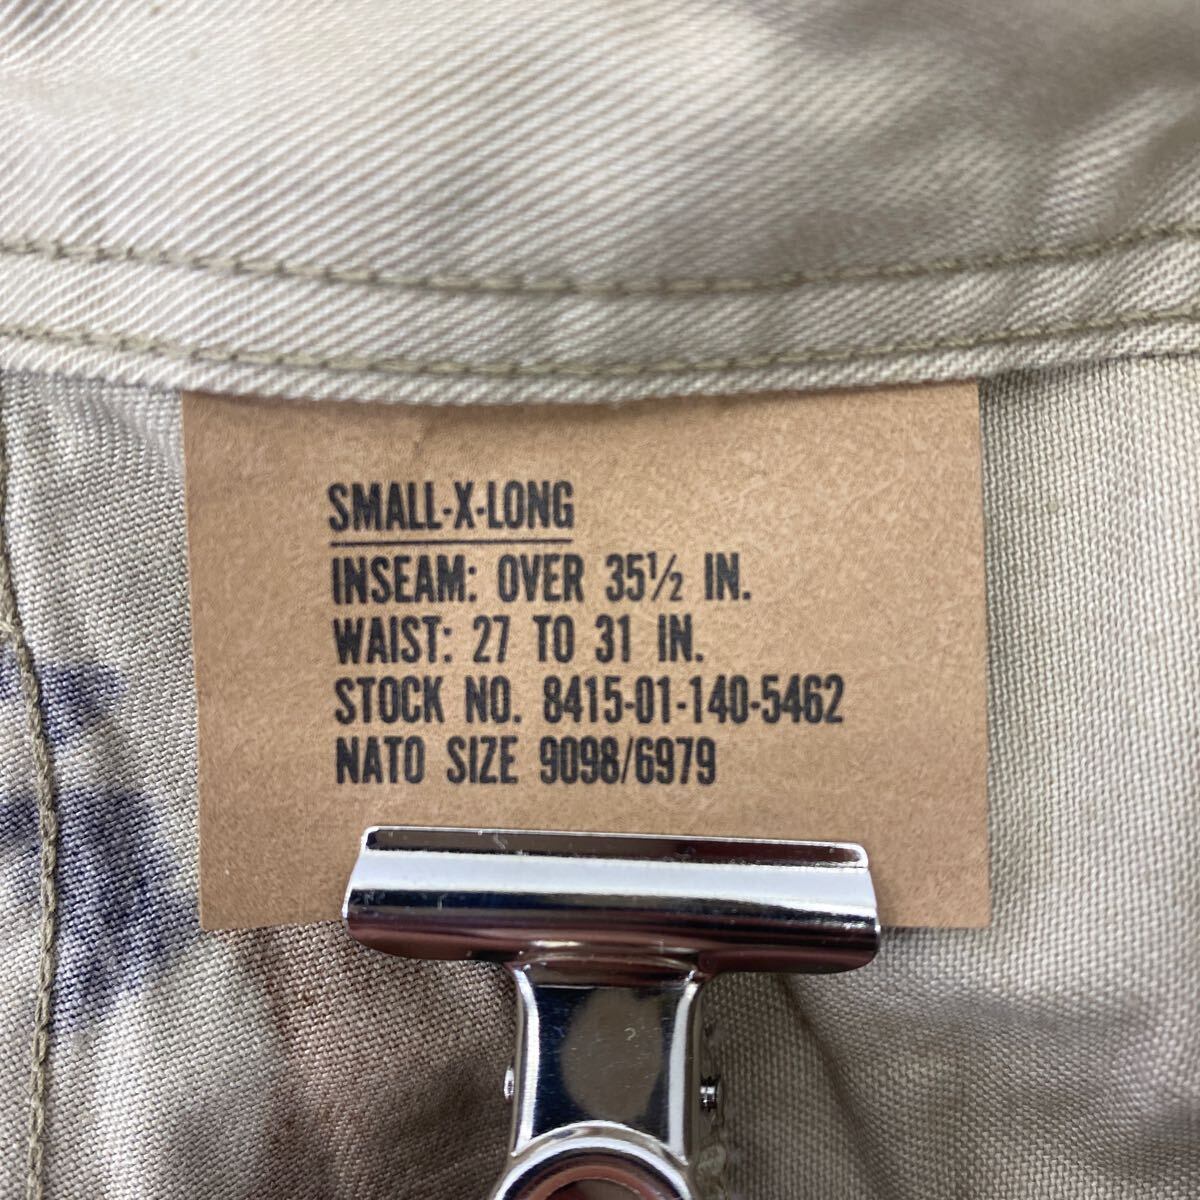 SMALL-X-LONG
INSEAM: OVER 35½ IN.
WAIST: 27 TO 31 IN.
STOCK NO. 8415-01-140-5462
NATO SIZE 9098/6979